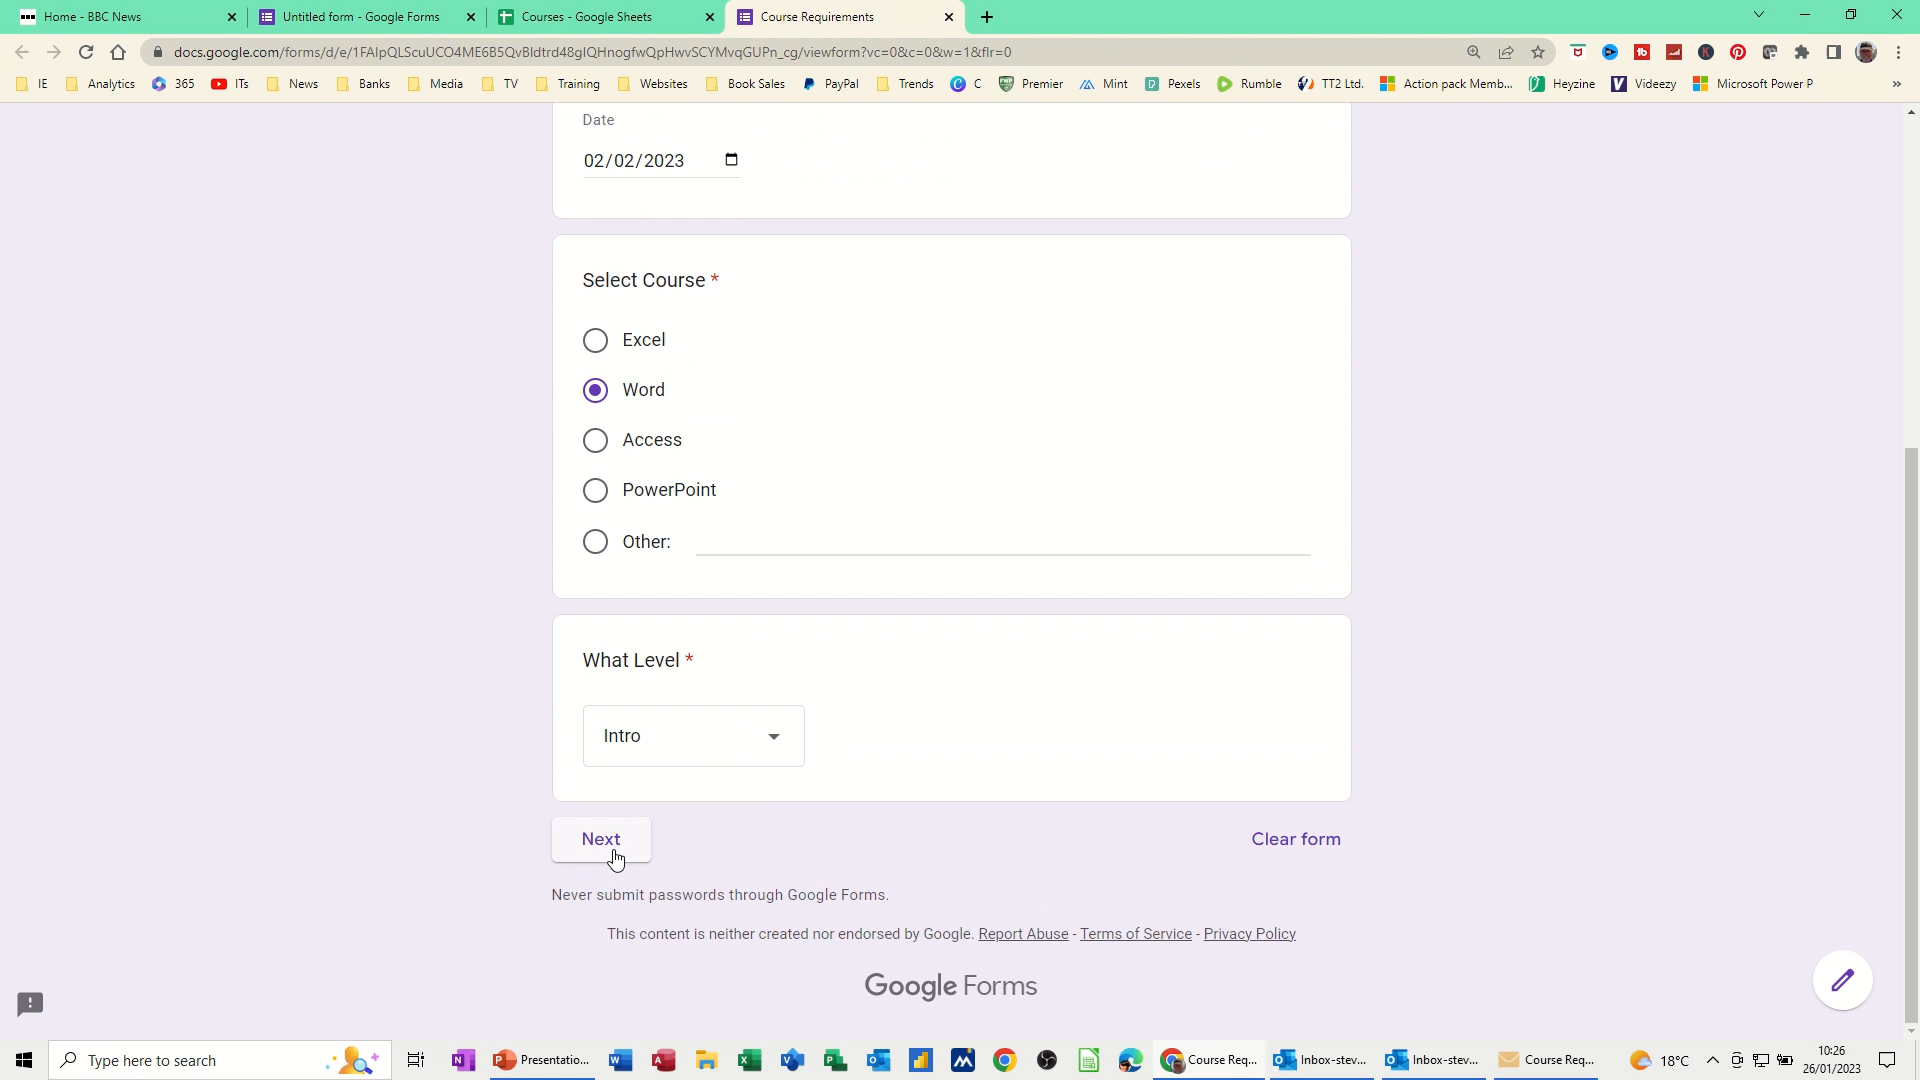 Home - BBC News
Untitled form - Google Forms
Courses - Google Sheets
Course Requirements
docs.google.com/forms/d/e/1FAIpQLScuUCO4ME6B5QvBldtrd48glQHnogfwQpHwvSCYMvqGUPn_cg/viewform?vc=0&c=0&w=1&flr=0
IE Analytics 365 ITs News Banks Media TV Training Websites Book Sales PayPal Trends C Premier Mint Pexels Rumble TT2 Ltd. Action pack Memb... Heyzine Videezy Microsoft Power P »
Date
02/02/2023
Select Course *
Excel
Word
Access
PowerPoint
Other:
What Level *
Intro
Next
Clear form
Never submit passwords through Google Forms.
This content is neither created nor endorsed by Google. Report Abuse - Terms of Service - Privacy Policy
Google Forms
Type here to search
Presentatio...
Course Req...
Inbox-stev...
Inbox-stev...
Course Req...
18°C
10:26
26/01/2023